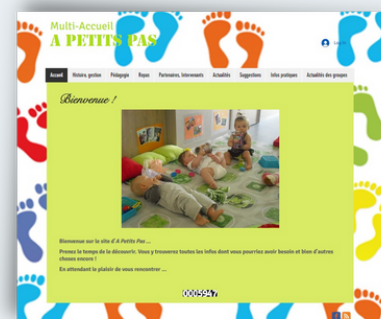 Multi-Accueil
A PETITS PAS
Accueil Histoire, gestion Pédagogie Repas Partenaires, Intervenants Actualités Suggestions Infos pratiques Actualités des groupes
Bienvenue !
Bienvenue sur le site d'A Petits Pas ...
Prenez le temps de la découvrir. Vous y trouverez toutes les infos dont vous pourriez avoir besoin et bien d'autres
choses encore !
En attendant le plaisir de vous rencontrer ...
0005947